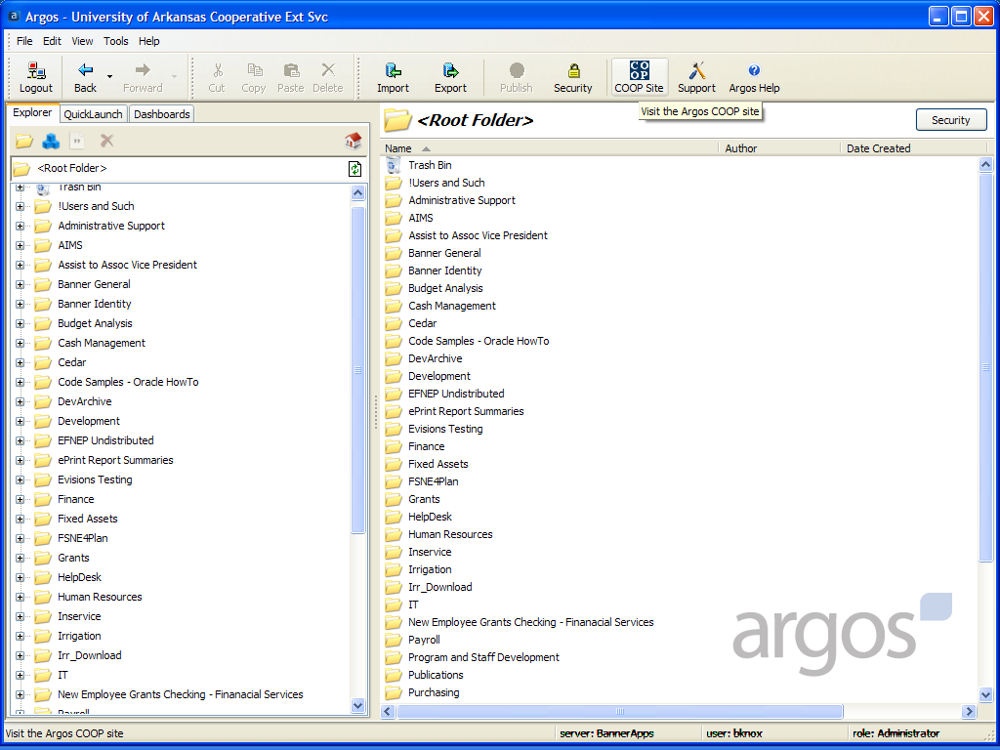 Argos - University of Arkansas Cooperative Ext Svc
File Edit View Tools Help
Logout Back Forward Cut Copy Paste Delete Import Export Publish Security COOP Site Support Argos Help
CO
OP
Visit the Argos COOP site
Explorer QuickLaunch Dashboards
<Root Folder>
Trash Bin
!Users and Such
Administrative Support
AIMS
Assist to Assoc Vice President
Banner General
Banner Identity
Budget Analysis
Cash Management
Cedar
Code Samples - Oracle HowTo
DevArchive
Development
EFNEP Undistributed
ePrint Report Summaries
Evisions Testing
Finance
Fixed Assets
FSNE4Plan
Grants
HelpDesk
Human Resources
Inservice
Irrigation
Irr_Download
IT
New Employee Grants Checking - Finanacial Services
Payroll
<Root Folder>
Security
Name Author Date Created
Trash Bin
!Users and Such
Administrative Support
AIMS
Assist to Assoc Vice President
Banner General
Banner Identity
Budget Analysis
Cash Management
Cedar
Code Samples - Oracle HowTo
DevArchive
Development
EFNEP Undistributed
ePrint Report Summaries
Evisions Testing
Finance
Fixed Assets
FSNE4Plan
Grants
HelpDesk
Human Resources
Inservice
Irrigation
Irr_Download
IT
New Employee Grants Checking - Finanacial Services
Payroll
Program and Staff Development
Publications
Purchasing
argos
Visit the Argos COOP site
server: BannerApps
user: bknox
role: Administrator